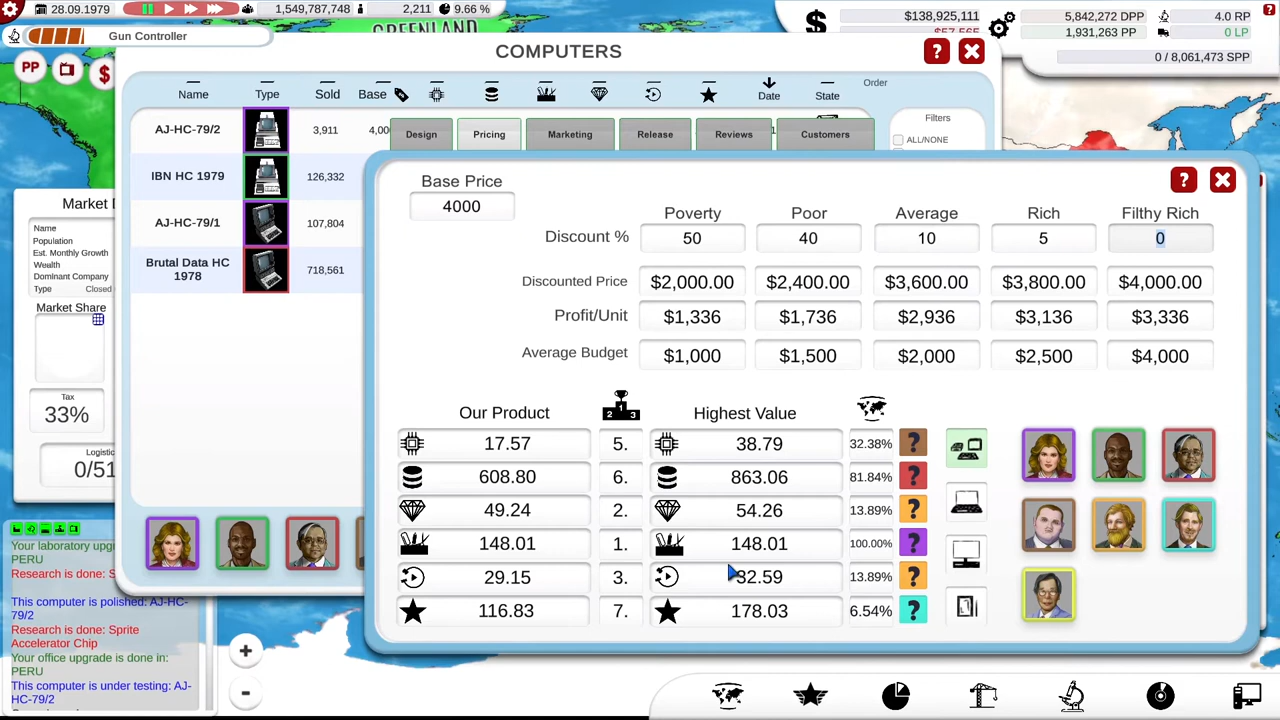 28.09.1979
1,549,787,748
2,211
9.66 %
$138,925,111
5,842,272 DPP
4.0 RP
1,931,263 PP
0 LP
0 / 8,061,473 SPP
Gun Controller
GREENLAND
PP
$
COMPUTERS
?
Name
Type
Sold
Base
Date
State
Order
Filters
ALL/NONE
AJ-HC-79/2
3,911
IBN HC 1979
126,332
AJ-HC-79/1
107,804
Brutal Data HC
1978
718,561
Design
Pricing
Marketing
Release
Reviews
Customers
Base Price
4000
?
Poverty
Poor
Average
Rich
Filthy Rich
Discount %
50
40
10
5
0
Discounted Price
$2,000.00
$2,400.00
$3,600.00
$3,800.00
$4,000.00
Profit/Unit
$1,336
$1,736
$2,936
$3,136
$3,336
Average Budget
$1,000
$1,500
$2,000
$2,500
$4,000
Our Product
2 1 3
Highest Value
17.57
5.
38.79
32.38%
?
608.80
6.
863.06
81.84%
?
49.24
2.
54.26
13.89%
?
148.01
1.
148.01
100.00%
?
29.15
3.
32.59
13.89%
?
116.83
7.
178.03
6.54%
?
Name
Population
Est. Monthly Growth
Wealth
Dominant Company
Type
Closed
Market Share
Tax
33%
0/51
PERU
This computer is polished: AJ-HC-
79/2
Research is done: Sprite
Accelerator Chip
Your office upgrade is done in:
PERU
This computer is under testing: AJ-
HC-79/2
+
-